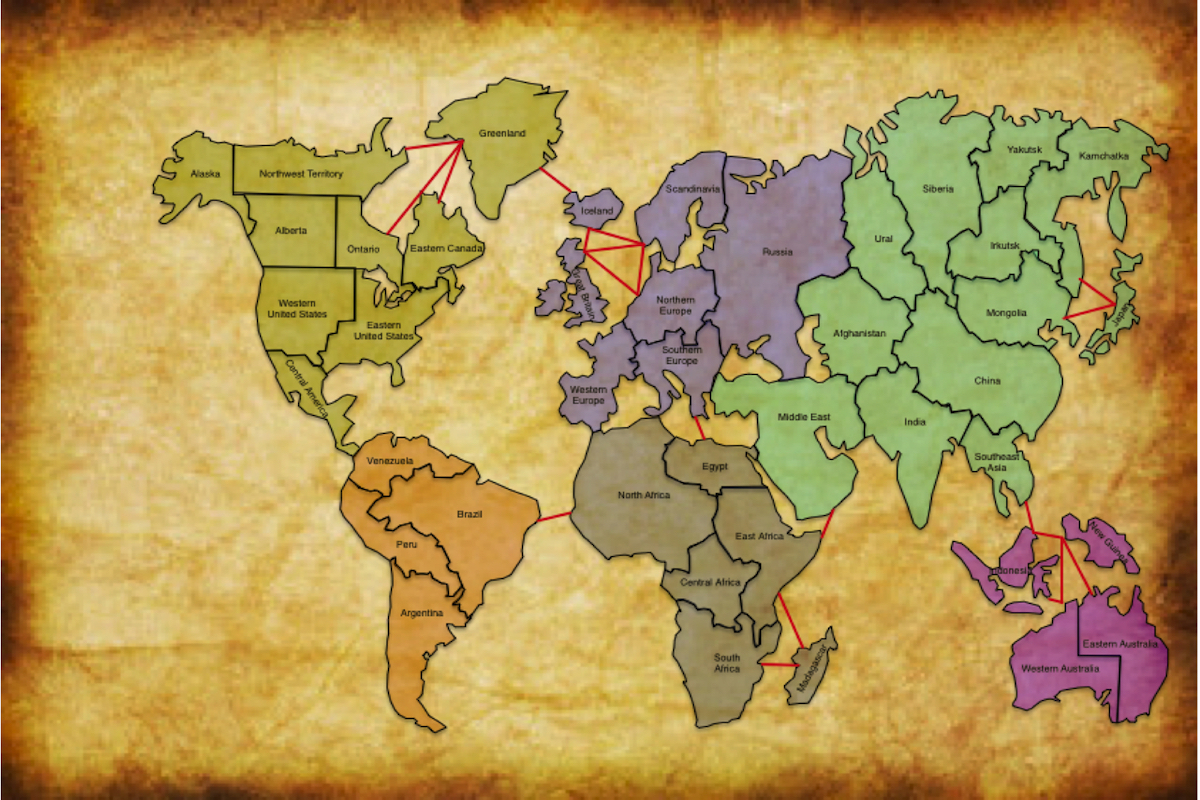 Greenland
Alaska
Northwest Territory
Alberta
Ontario
Eastern Canada
Western
United States
Eastern
United States
Central America
Venezuela
Brazil
Peru
Argentina
Iceland
Scandinavia
Great Britain
Russia
Northern
Europe
Southern
Europe
Western
Europe
North Africa
Egypt
East Africa
Central Africa
South
Africa
Madagascar
Yakutsk
Kamchatka
Siberia
Ural
Irkutsk
Mongolia
Japan
Afghanistan
China
Middle East
India
Southeast
Asia
Indonesia
New Guinea
Eastern Australia
Western Australia